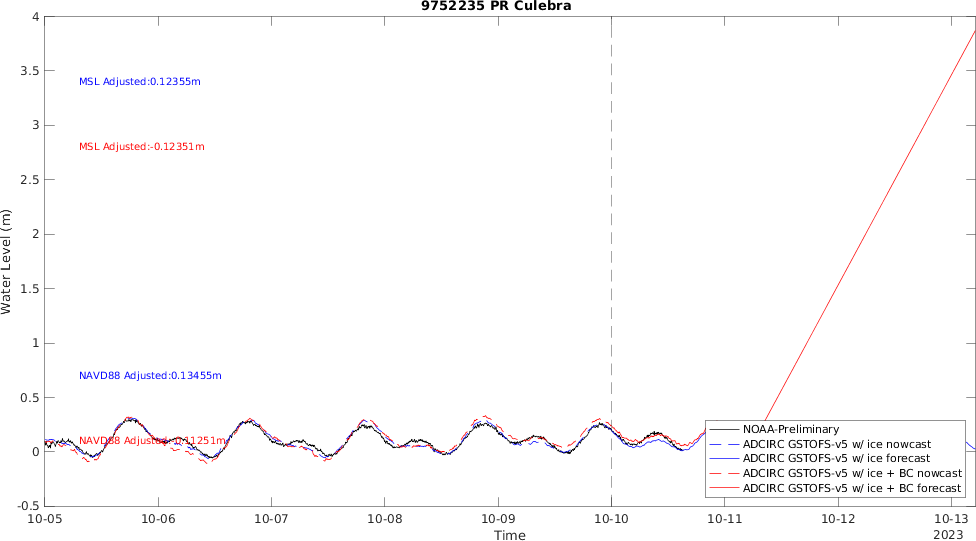 9752235 PR Culebra
4
3.5
3
2.5
2
1.5
1
0.5
0
-0.5
Water Level (m)
MSL Adjusted:0.12355m
MSL Adjusted:-0.12351m
NAVD88 Adjusted:0.13455m
NAVD88 Adjusted:-0.11251m
NOAA-Preliminary
ADCIRC GSTOFS-v5 w/ ice nowcast
ADCIRC GSTOFS-v5 w/ ice forecast
ADCIRC GSTOFS-v5 w/ ice + BC nowcast
ADCIRC GSTOFS-v5 w/ ice + BC forecast
10-05 10-06 10-07 10-08 10-09 10-10 10-11 10-12 10-13
Time
2023